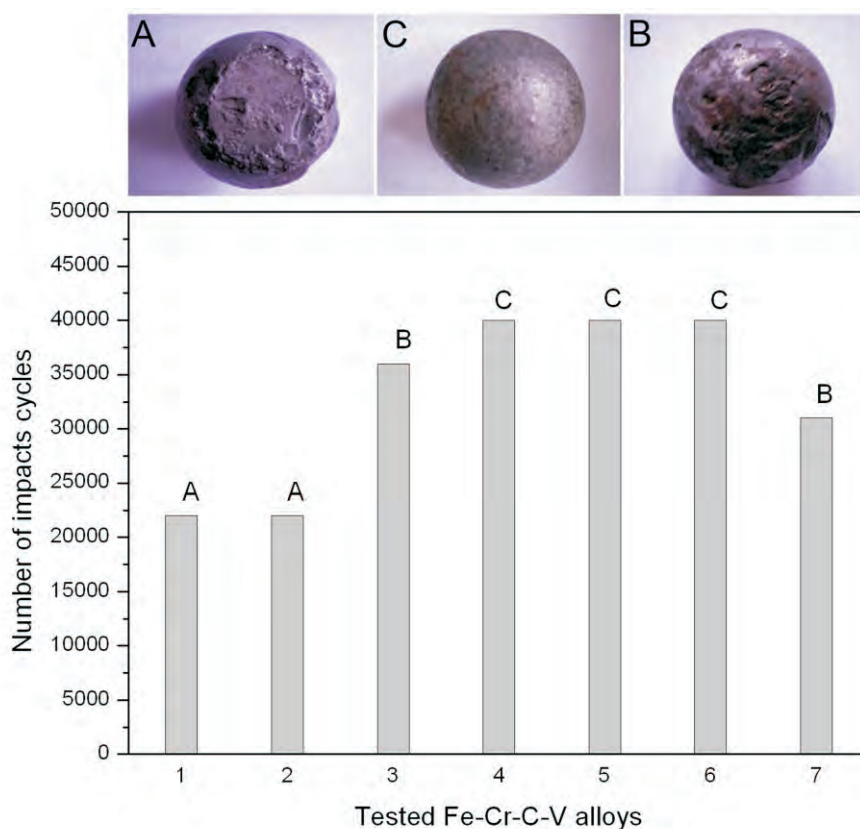 A C B
50000
45000
40000
35000
30000
25000
20000
15000
10000
5000
0
Number of impacts cycles
A A B C C C B
1 2 3 4 5 6 7
Tested Fe-Cr-C-V alloys